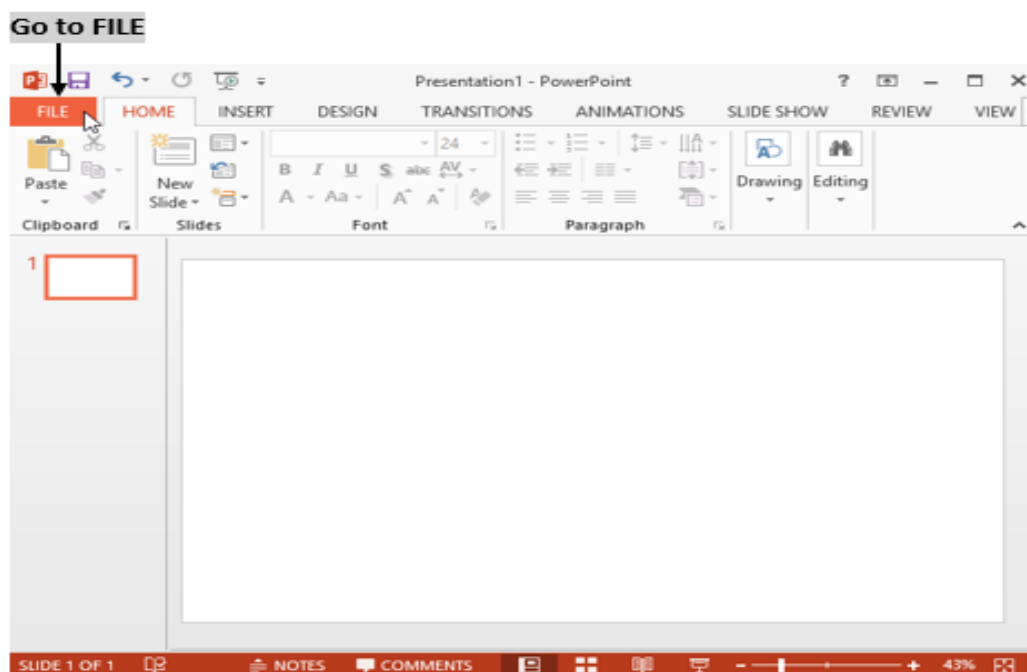 Go to FILE
Presentation1 - PowerPoint ?
FILE HOME INSERT DESIGN TRANSITIONS ANIMATIONS SLIDE SHOW REVIEW VIEW
24
B I U S abc AV
Paste New Slide Drawing Editing
A Aa A A
Clipboard Slides Font Paragraph
1
SLIDE 1 OF 1 NOTES COMMENTS 43%